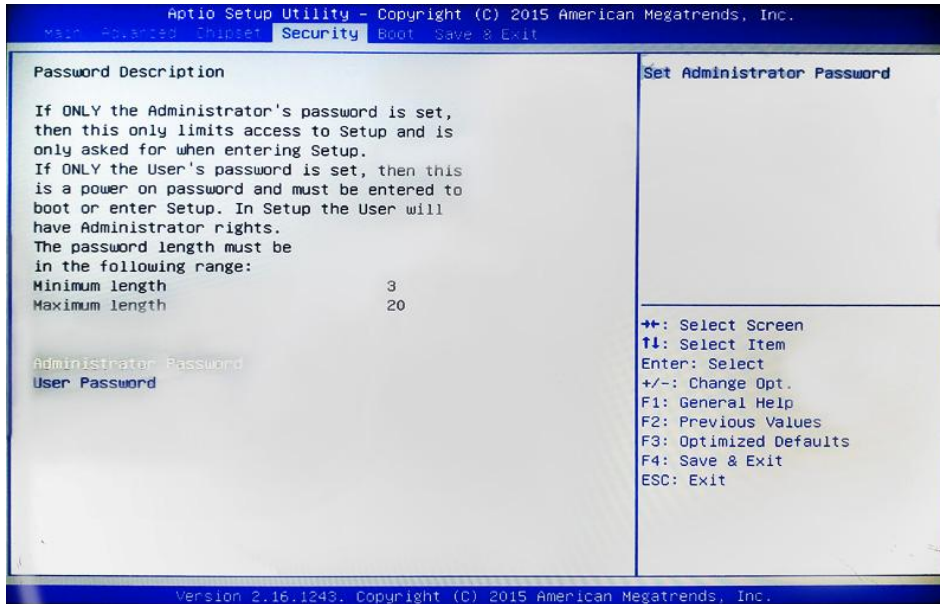 Aptio Setup Utility – Copyright (C) 2015 American Megatrends, Inc.
Main Advanced Chipset Security Boot Save & Exit
Password Description
If ONLY the Administrator's password is set,
then this only limits access to Setup and is
only asked for when entering Setup.
If ONLY the User's password is set, then this
is a power on password and must be entered to
boot or enter Setup. In Setup the User will
have Administrator rights.
The password length must be
in the following range:
Minimum length 3
Maximum length 20
Administrator Password
User Password
Set Administrator Password
→←: Select Screen
↑↓: Select Item
Enter: Select
+/-: Change Opt.
F1: General Help
F2: Previous Values
F3: Optimized Defaults
F4: Save & Exit
ESC: Exit
Version 2.16.1243. Copyright (C) 2015 American Megatrends, Inc.